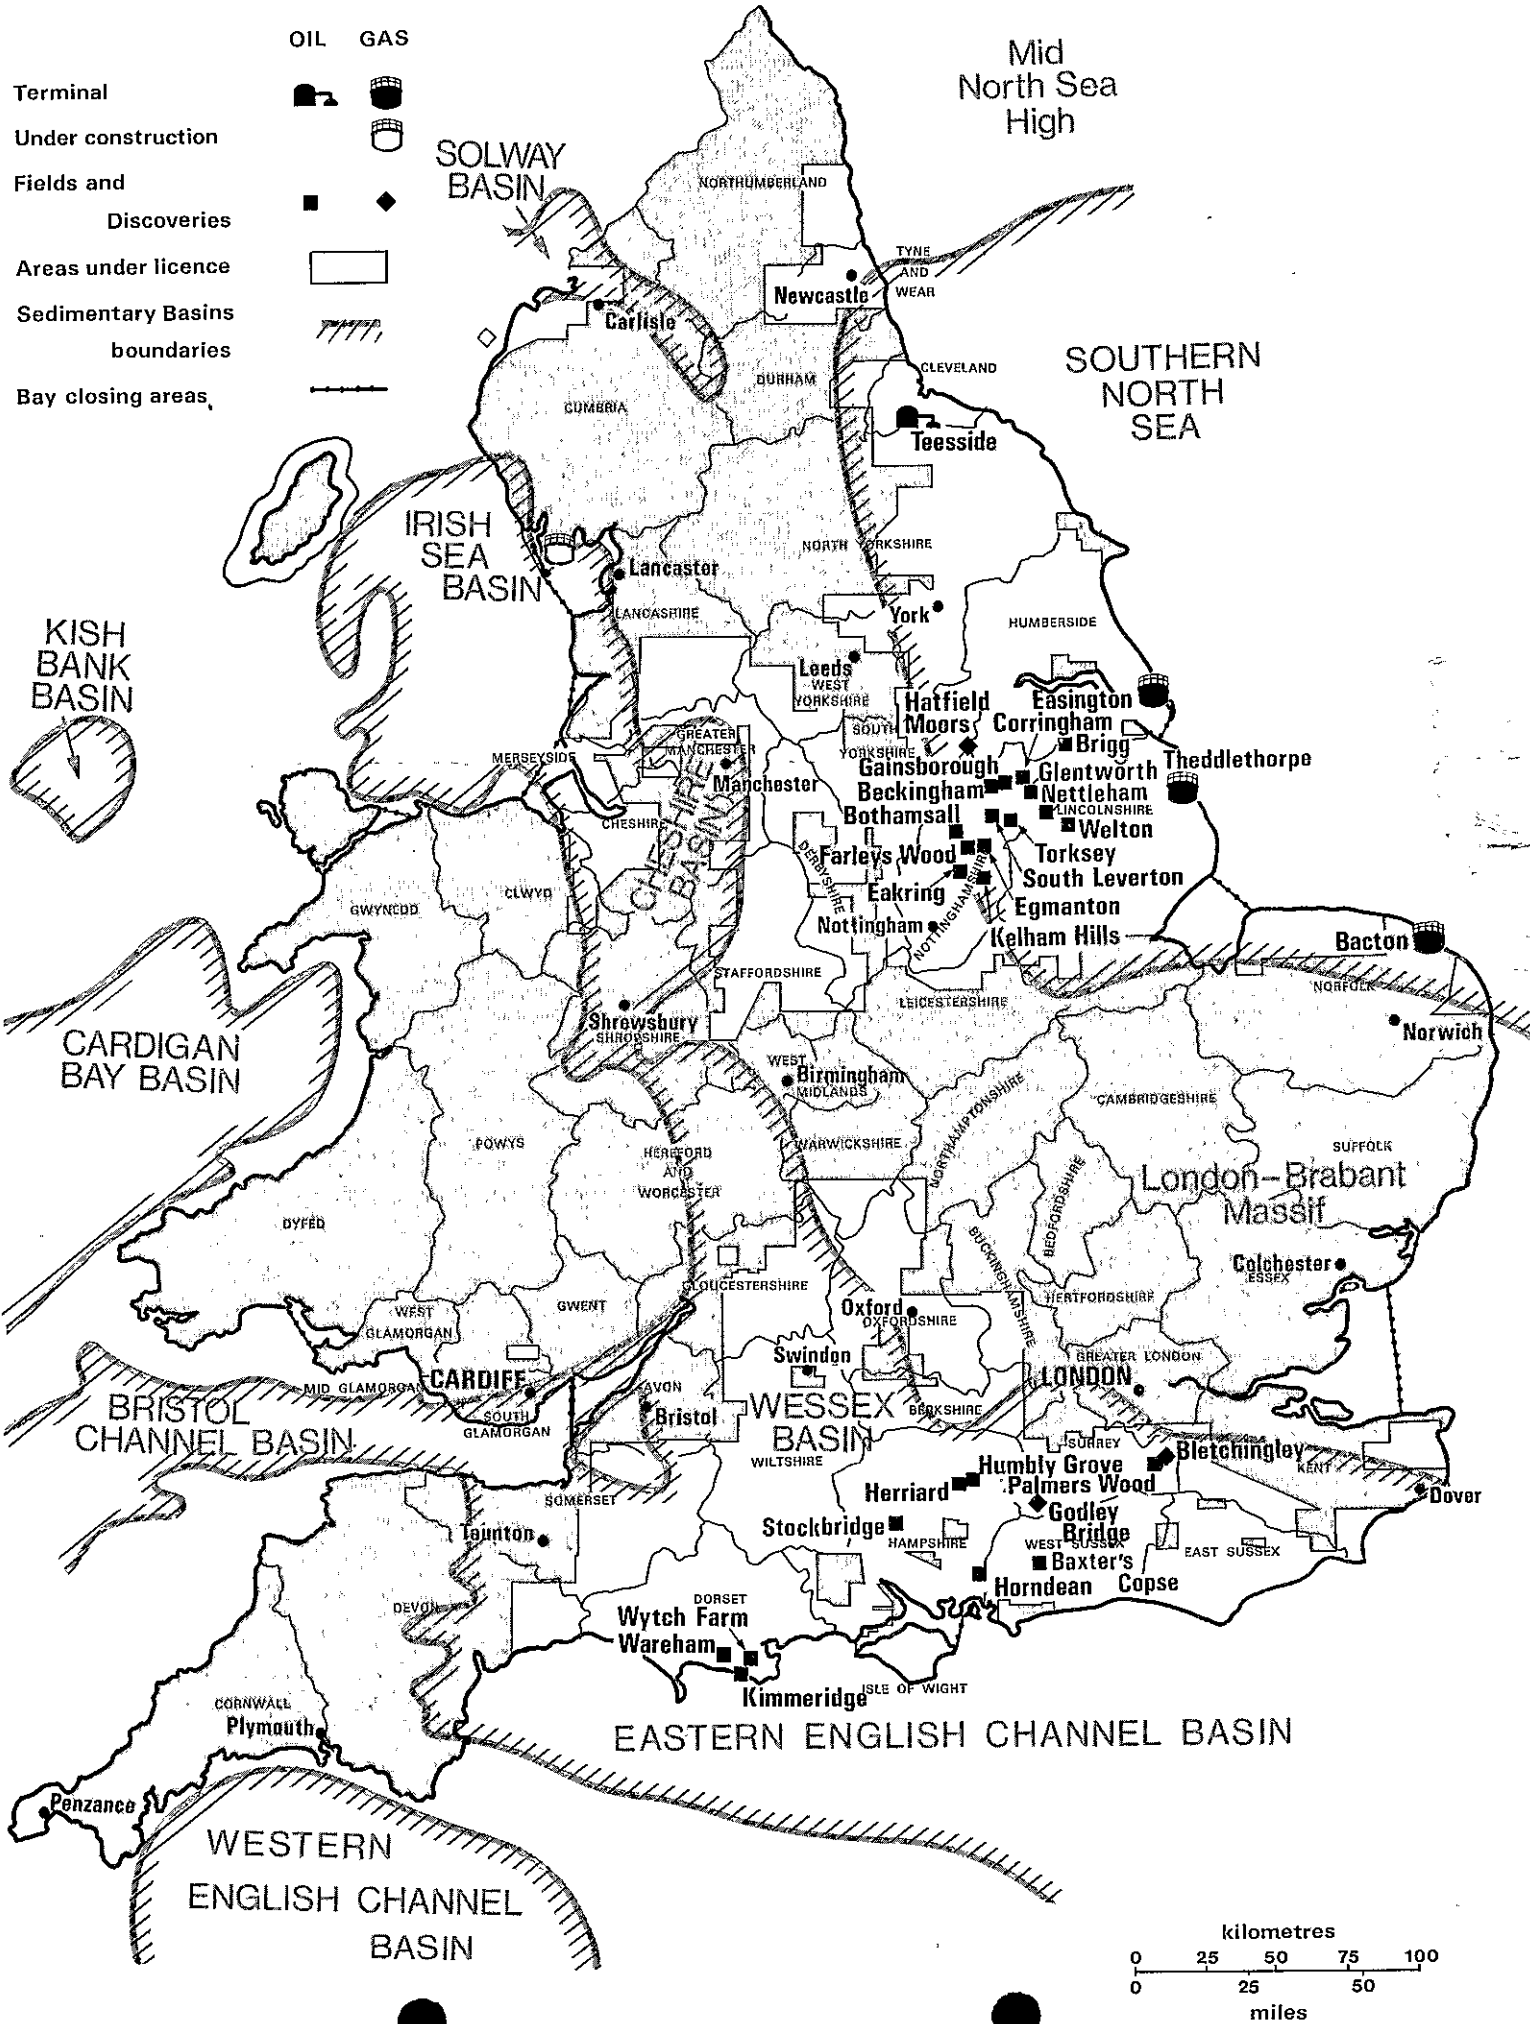 OIL GAS
Terminal
Under construction
Fields and
Discoveries
Areas under licence
Sedimentary Basins
boundaries
Bay closing areas
Mid
North Sea
High
SOLWAY
BASIN
NORTHUMBERLAND
TYNE
AND
WEAR
Newcastle
Carlisle
CLEVELAND
DURHAM
CUMBRIA
SOUTHERN
NORTH
SEA
Teesside
IRISH
SEA
BASIN
NORTH YORKSHIRE
Lancaster
LANCASHIRE
York
HUMBERSIDE
KISH
BANK
BASIN
Leeds
WEST
YORKSHIRE
Hatfield
Moors
Easington
Corringham
SOUTH
YORKSHIRE
Brigg
GREATER
MANCHESTER
MERSEYSIDE
Manchester
Gainsborough
Glentworth
Theddlethorpe
Beckingham
Nettleham
Bothamsall
LINCOLNSHIRE
Welton
CHESHIRE
CHESHIRE
BASIN
DERBYSHIRE
Farleys Wood
Torksey
South Leverton
Eakring
Egmanton
NOTTINGHAMSHIRE
Nottingham
Kelham Hills
Bacton
CLWYD
GWYNEDD
STAFFORDSHIRE
LEICESTERSHIRE
NORFOLK
Norwich
Shrewsbury
SHROPSHIRE
CARDIGAN
BAY BASIN
WEST
MIDLANDS
Birmingham
NORTHAMPTONSHIRE
CAMBRIDGESHIRE
POWYS
HEREFORD
AND
WORCESTER
WARWICKSHIRE
SUFFOLK
London-Brabant
Massif
BEDFORDSHIRE
DYFED
BUCKINGHAMSHIRE
Colchester
ESSEX
GLOUCESTERSHIRE
GWENT
WEST
GLAMORGAN
HERTFORDSHIRE
Oxford
OXFORDSHIRE
Swindon
GREATER LONDON
LONDON
CARDIFF
MID GLAMORGAN
SOUTH
GLAMORGAN
AVON
Bristol
BRISTOL
CHANNEL BASIN
WESSEX
BASIN
BERKSHIRE
WILTSHIRE
SURREY
Bletchingley
KENT
Humbly Grove
Palmers Wood
Herriard
Dover
SOMERSET
Godley
Bridge
Stockbridge
HAMPSHIRE
WEST SUSSEX
EAST SUSSEX
Taunton
Baxter's
Copse
Horndean
DEVON
DORSET
Wytch Farm
Wareham
Kimmeridge
ISLE OF WIGHT
CORNWALL
Plymouth
EASTERN ENGLISH CHANNEL BASIN
Penzance
WESTERN
ENGLISH CHANNEL
BASIN
kilometres
0 25 50 75 100
0 25 50
miles